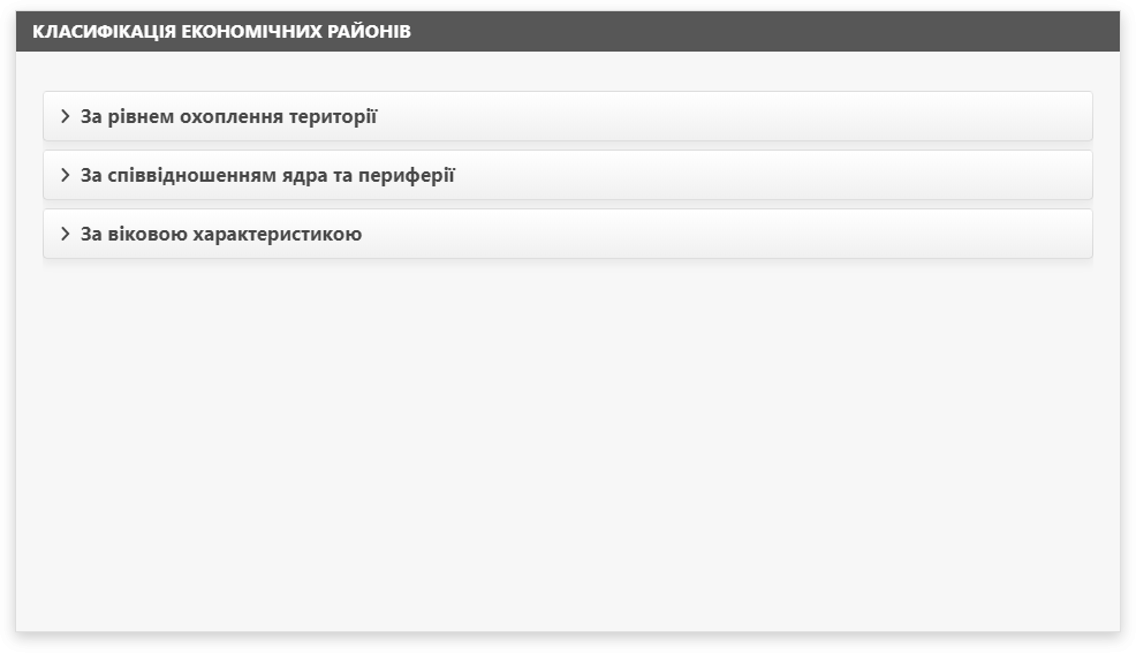 КЛАСИФІКАЦІЯ ЕКОНОМІЧНИХ РАЙОНІВ
За рівнем охоплення території
За співвідношенням ядра та периферії
За віковою характеристикою